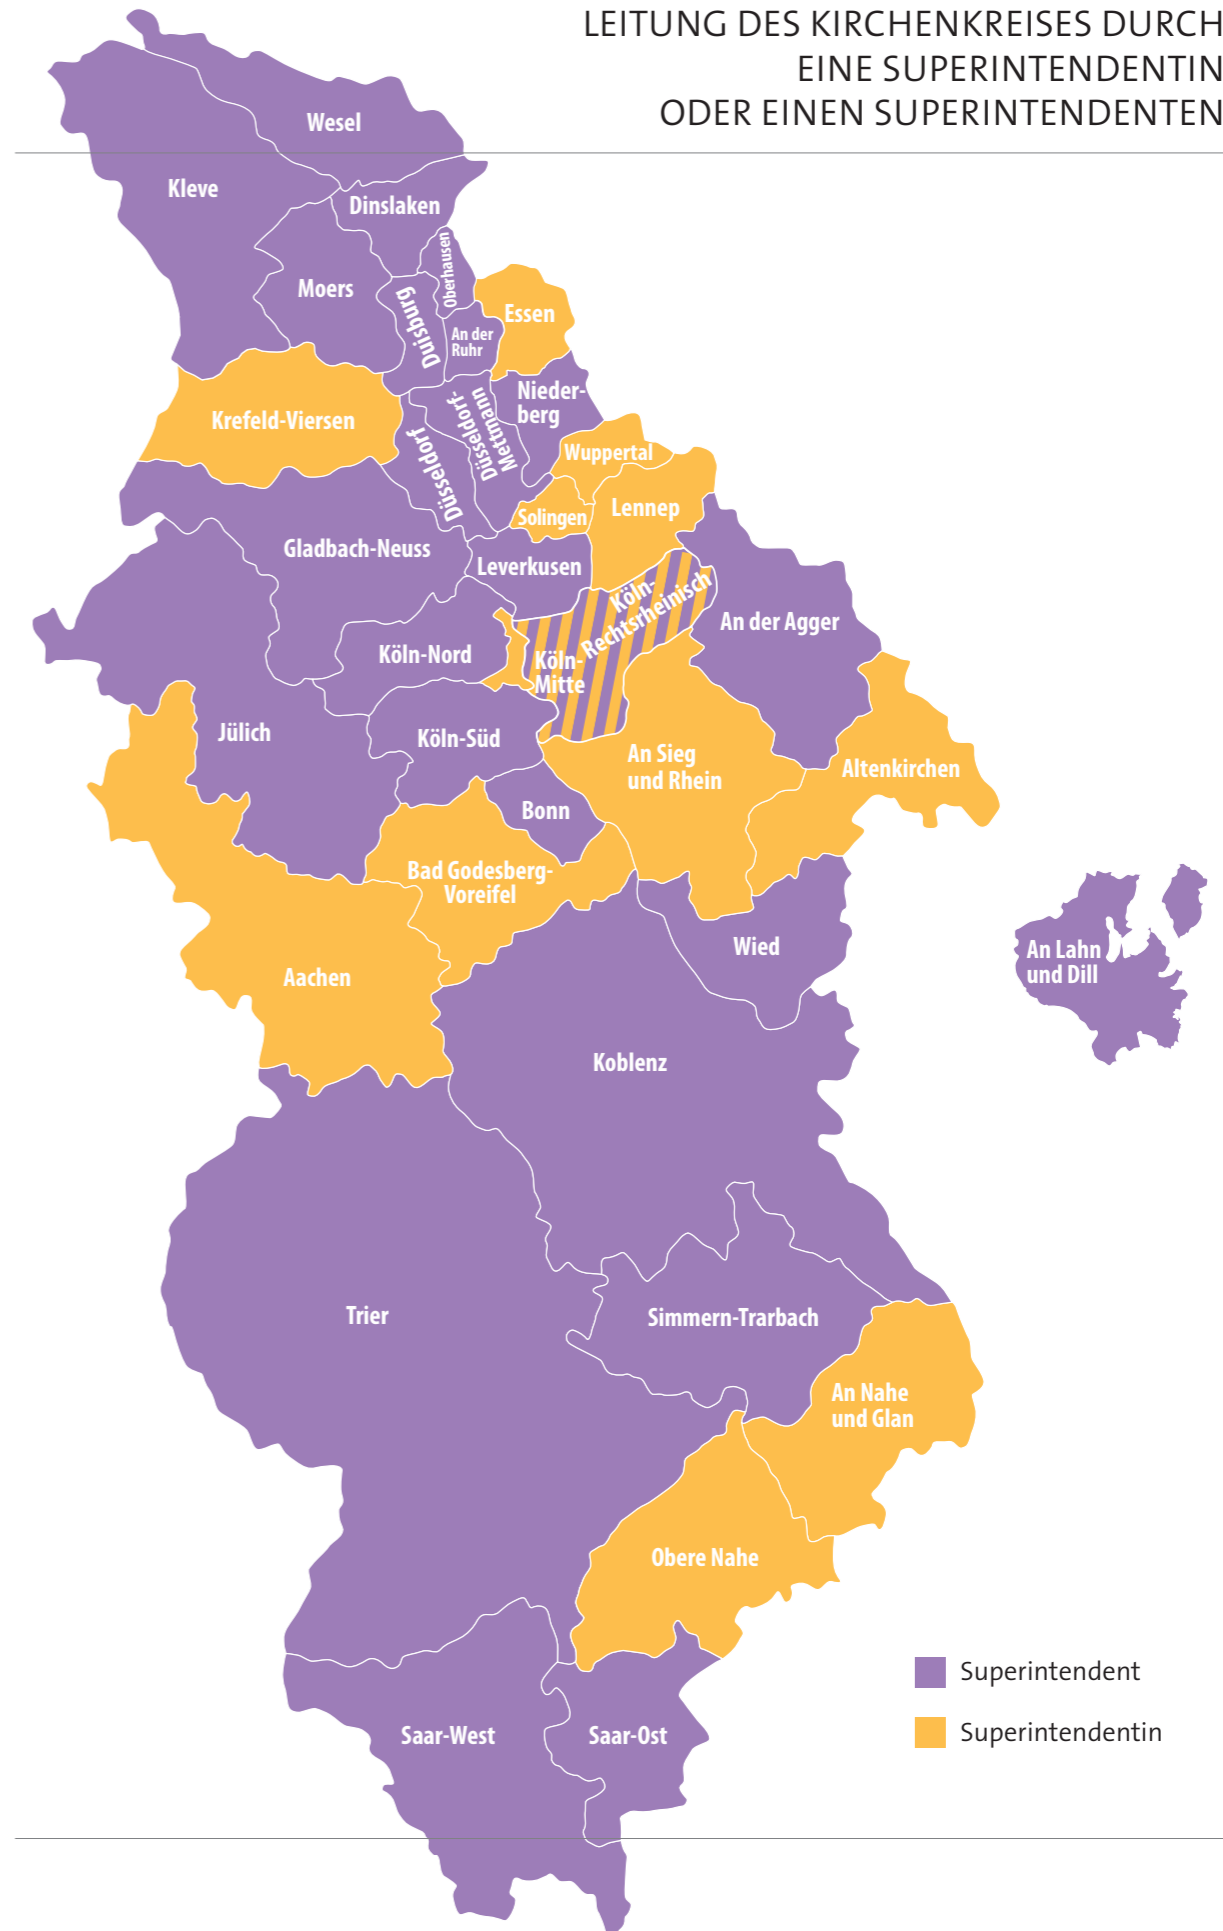 LEITUNG DES KIRCHENKREISES DURCH
EINE SUPERINTENDENTIN
ODER EINEN SUPERINTENDENTEN
Wesel
Kleve
Dinslaken
Oberhausen
Moers
Duisburg
Essen
An der
Ruhr
Nieder-
berg
Krefeld-Viersen
Düsseldorf-
Mettmann
Düsseldorf
Wuppertal
Lennep
Solingen
Gladbach-Neuss
Leverkusen
Köln-
Rechtsrheinisch
An der Agger
Köln-Nord
Köln-
Mitte
Jülich
Köln-Süd
An Sieg
und Rhein
Altenkirchen
Bonn
Bad Godesberg-
Voreifel
Wied
An Lahn
und Dill
Aachen
Koblenz
Trier
Simmern-Trarbach
An Nahe
und Glan
Obere Nahe
Superintendent
Superintendentin
Saar-West
Saar-Ost